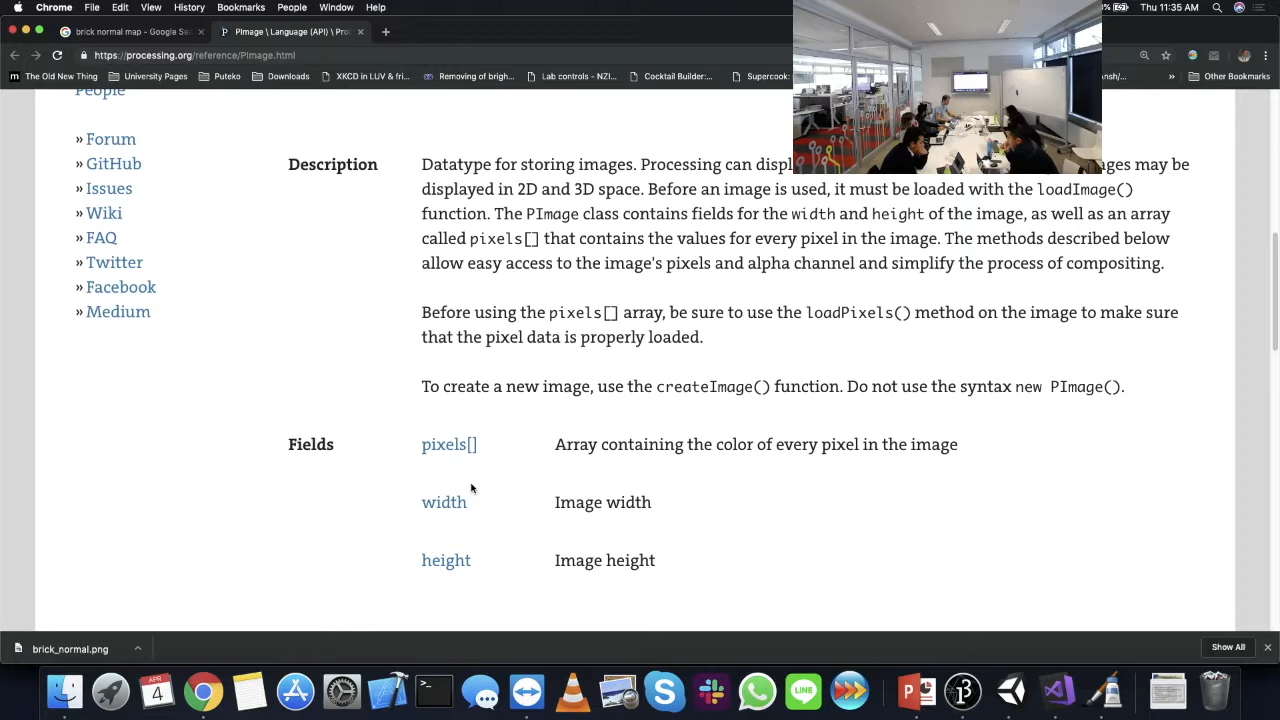 Chrome File Edit View History Bookmarks People Window Help
Thu 11:35 AM
brick normal map - Google Sea
PImage \ Language (API) \ Pro
https://processing.org/reference/PImage.html
The Old New Thing University Pages Puteko Downloads XKCD in LUV & fri... Removing of brigh... Lab controls - NZI... Cocktail Builder:... Supercook: Other Bookmarks
People
» Forum
» GitHub
» Issues
» Wiki
» FAQ
» Twitter
» Facebook
» Medium
Description
Datatype for storing images. Processing can displ ages may be
displayed in 2D and 3D space. Before an image is used, it must be loaded with the loadImage()
function. The PImage class contains fields for the width and height of the image, as well as an array
called pixels[] that contains the values for every pixel in the image. The methods described below
allow easy access to the image's pixels and alpha channel and simplify the process of compositing.
Before using the pixels[] array, be sure to use the loadPixels() method on the image to make sure
that the pixel data is properly loaded.
To create a new image, use the createImage() function. Do not use the syntax new PImage().
Fields
pixels[] Array containing the color of every pixel in the image
width Image width
height Image height
brick_normal.png
Show All
APR
4
LINE